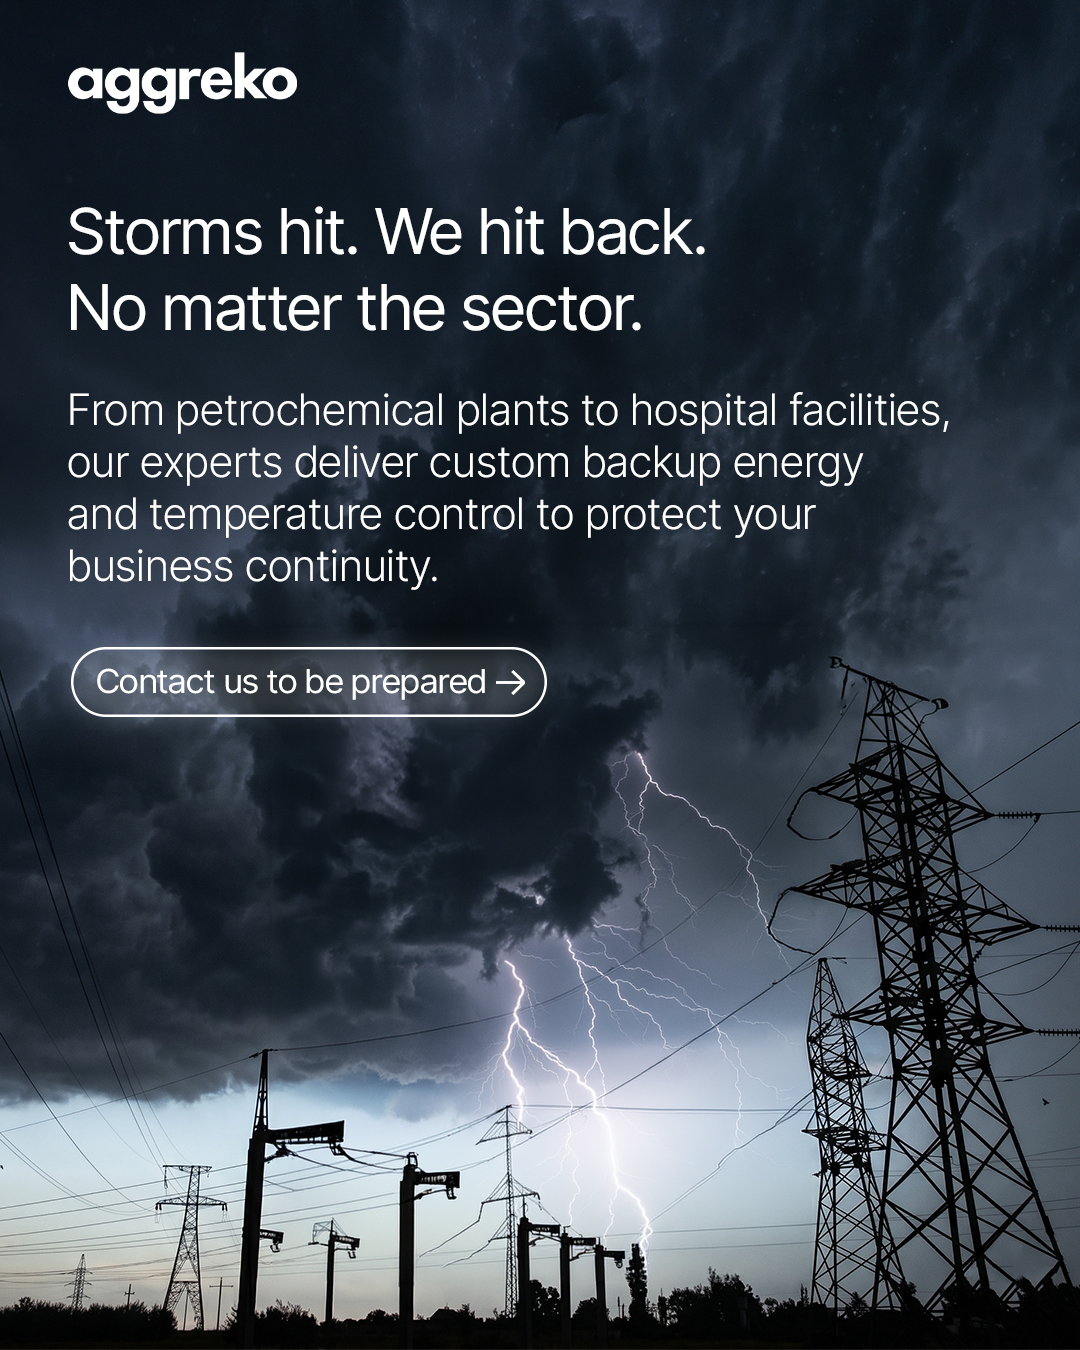 aggreko
Storms hit. We hit back.
No matter the sector.
From petrochemical plants to hospital facilities,
our experts deliver custom backup energy
and temperature control to protect your
business continuity.
Contact us to be prepared →